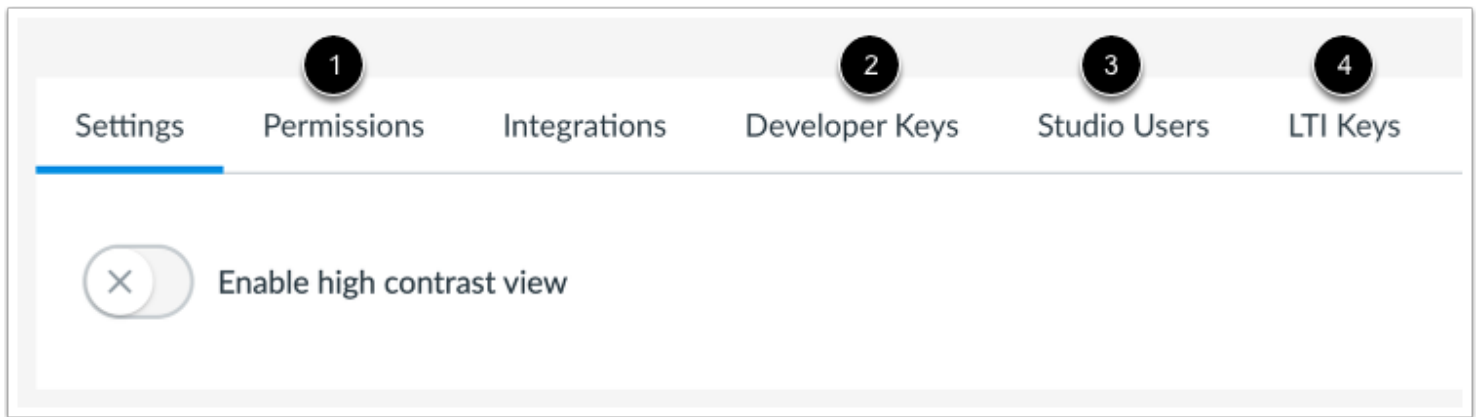 1 2 3 4
Settings Permissions Integrations Developer Keys Studio Users LTI Keys
Enable high contrast view